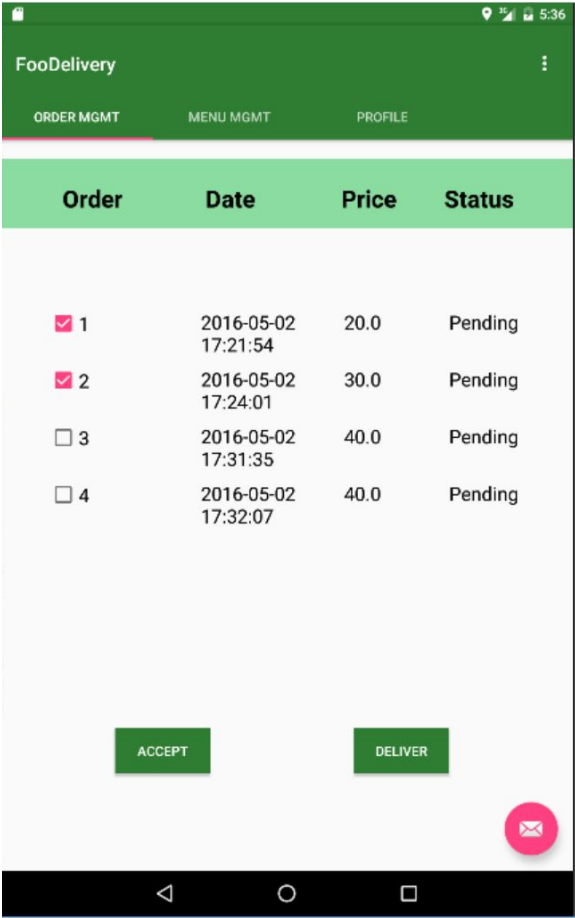 3G 5:36
FooDelivery
ORDER MGMT MENU MGMT PROFILE
Order Date Price Status
1 2016-05-02 20.0 Pending
17:21:54
2 2016-05-02 30.0 Pending
17:24:01
3 2016-05-02 40.0 Pending
17:31:35
4 2016-05-02 40.0 Pending
17:32:07
ACCEPT DELIVER